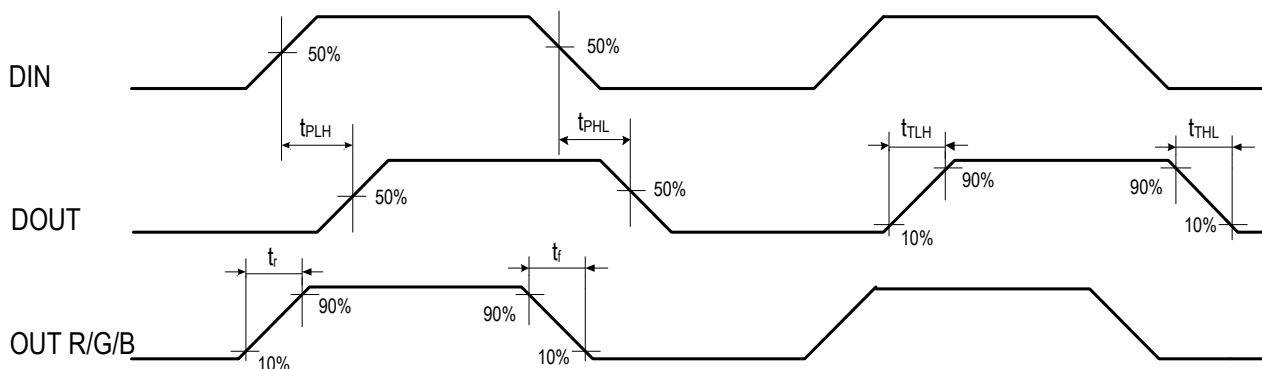 DIN
50%
50%
tPLH
tPHL
tTLH
tTHL
DOUT
50%
50%
90%
10%
90%
10%
OUT R/G/B
tr
tf
90%
10%
90%
10%